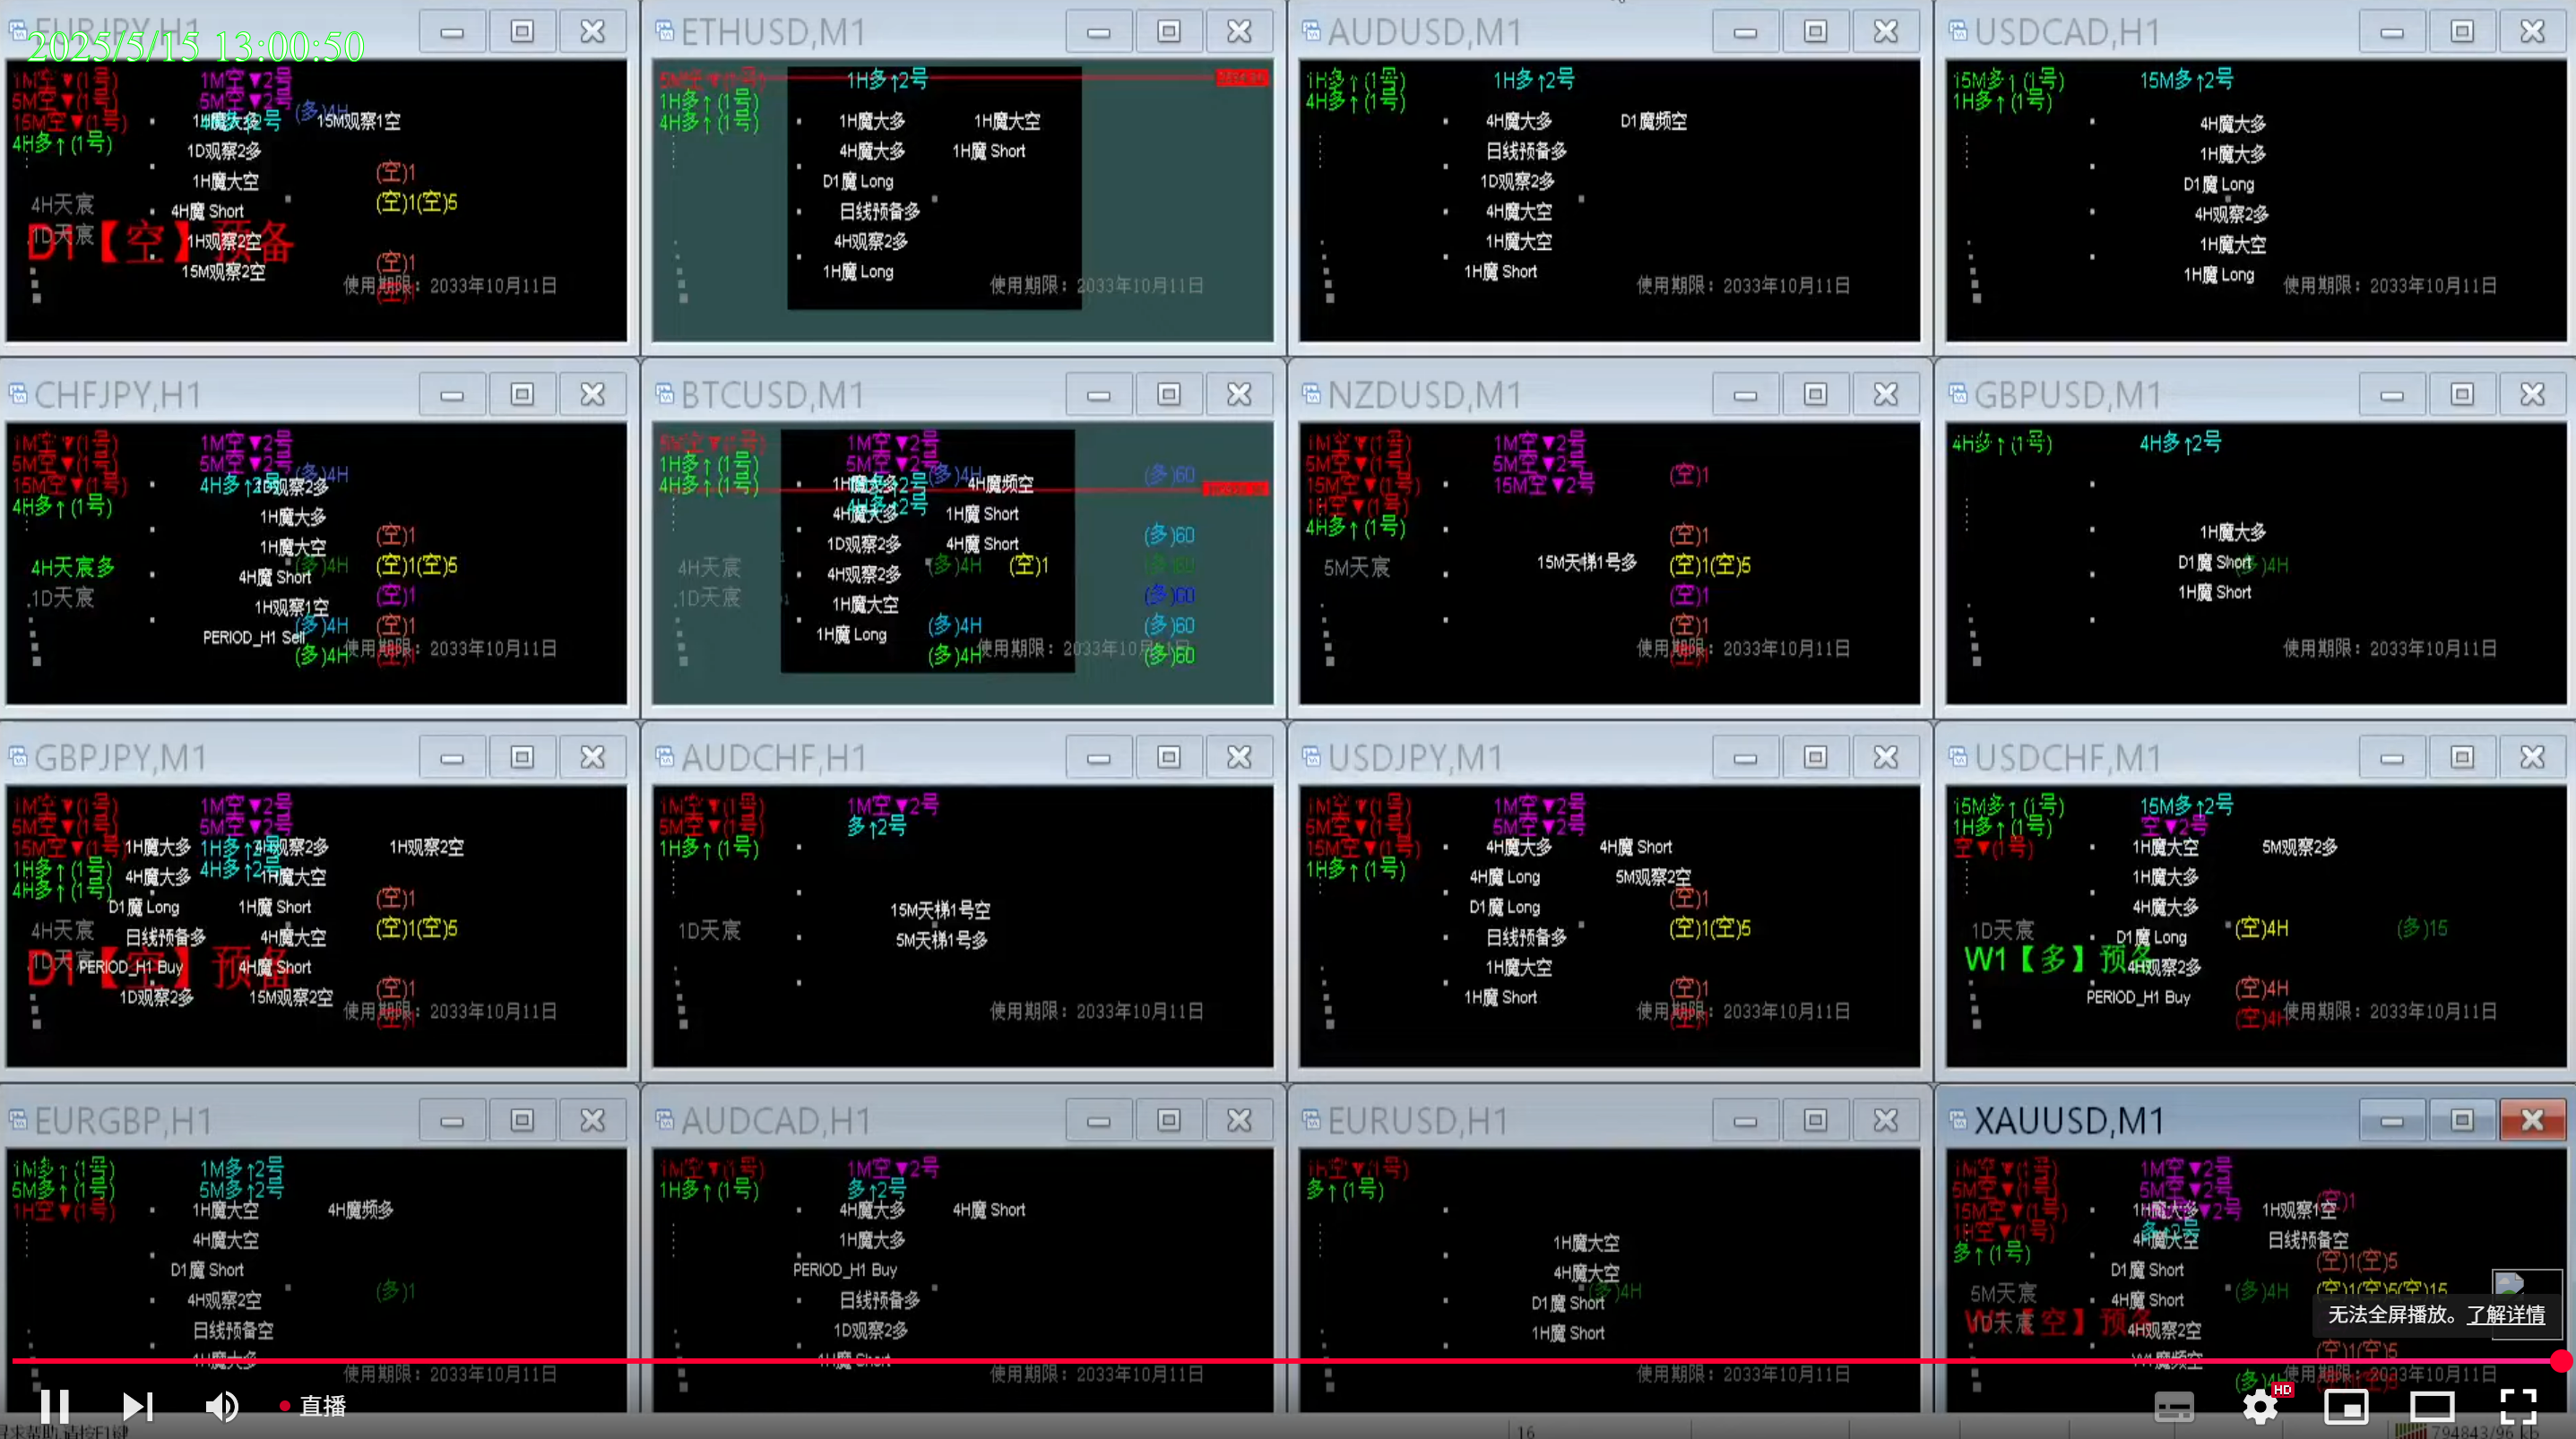 EURJPY,H1
2025/5/15 13:00:50
1M空▼(1号)
5M空▼(1号)
15M空▼(1号)
4H多↑(1号)
1M空▼2号
5M空▼2号
(多)4H
1H魔大多
15M观察1空
1D观察2多
1H魔大空
4H魔 Short
1H观察2空
15M观察2空
(空)1
(空)1(空)5
(空)1
4H天宸
1D天宸
D1【空】预备
使用期限：2033年10月11日
ETHUSD,M1
5M空▼(1号)
1H多↑(1号)
4H多↑(1号)
1H多↑2号
1H魔大多 1H魔大空
4H魔大多 1H魔 Short
D1魔 Long
日线预备多
4H观察2多
1H魔 Long
使用期限：2033年10月11日
AUDUSD,M1
1H多↑(1号)
4H多↑(1号)
1H多↑2号
4H魔大多 D1魔频空
日线预备多
1D观察2多
4H魔大空
1H魔大空
1H魔 Short
使用期限：2033年10月11日
USDCAD,H1
15M多↑(1号)
1H多↑(1号)
15M多↑2号
4H魔大多
1H魔大多
D1魔 Long
4H观察2多
1H魔大空
1H魔 Long
使用期限：2033年10月11日
CHFJPY,H1
1M空▼(1号)
5M空▼(1号)
15M空▼(1号)
4H多↑(1号)
1M空▼2号
5M空▼2号
4H多↑2号
(多)4H
1D观察2多
1H魔大多
1H魔大空
4H魔 Short
1H观察1空
PERIOD_H1 Sell
4H天宸多
1D天宸
(空)1
(多)4H (空)1(空)5
(空)1
(多)4H (空)1
(多)4H
使用期限：2033年10月11日
BTCUSD,M1
5M空▼(1号)
1H多↑(1号)
4H多↑(1号)
1M空▼2号
5M空▼2号
4H多↑2号
(多)4H (多)60
1H魔大多 4H魔频空
4H魔大多 1H魔 Short
1D观察2多 4H魔 Short
4H观察2多
1H魔大空
1H魔 Long
4H天宸
1D天宸
(多)60
(多)4H (空)1 (多)60
(多)60
(多)4H (多)60
(多)4H (多)60
使用期限：2033年10月11日
NZDUSD,M1
1M空▼(1号)
5M空▼(1号)
15M空▼(1号)
1H空▼(1号)
4H多↑(1号)
1M空▼2号
5M空▼2号
15M空▼2号
(空)1
(空)1
5M天宸
15M天梯1号多
(空)1(空)5
(空)1
(空)1
使用期限：2033年10月11日
GBPUSD,M1
4H多↑(1号)
4H多↑2号
1H魔大多
D1魔 Short
(多)4H
1H魔 Short
使用期限：2033年10月11日
GBPJPY,M1
1M空▼(1号)
5M空▼(1号)
15M空▼(1号)
1H多↑(1号)
4H多↑(1号)
1M空▼2号
5M空▼2号
1H多↑2号
4H多↑2号
1H魔大多 4H观察2多 1H观察2空
4H魔大多 1H魔大空
D1魔 Long 1H魔 Short
日线预备多 4H魔大空
PERIOD_H1 Buy 4H魔 Short
1D观察2多 15M观察2空
4H天宸
1D天宸
D1【空】预备
(空)1
(空)1(空)5
(空)1
使用期限：2033年10月11日
AUDCHF,H1
1M空▼(1号)
5M空▼(1号)
1H多↑(1号)
1M空▼2号
多↑2号
15M天梯1号空
5M天梯1号多
1D天宸
使用期限：2033年10月11日
USDJPY,M1
1M空▼(1号)
5M空▼(1号)
15M空▼(1号)
1H多↑(1号)
1M空▼2号
5M空▼2号
4H魔大多 4H魔 Short
4H魔 Long 5M观察2空
D1魔 Long
日线预备多
1H魔大空
1H魔 Short
(空)1
(空)1(空)5
(空)1
使用期限：2033年10月11日
USDCHF,M1
15M多↑(1号)
1H多↑(1号)
空▼(1号)
15M多↑2号
空▼2号
1H魔大空 5M观察2多
1H魔大多
4H魔大多
D1魔 Long
4H观察2多
PERIOD_H1 Buy
1D天宸
W1【多】预备
(空)4H (多)15
(空)4H
(空)4H
使用期限：2033年10月11日
EURGBP,H1
1M多↑(1号)
5M多↑(1号)
1H空▼(1号)
1M多↑2号
5M多↑2号
1H魔大空 4H魔频多
4H魔大空
D1魔 Short
4H观察2空
日线预备空
1H魔大多
(多)1
使用期限：2033年10月11日
AUDCAD,H1
1M空▼(1号)
1H多↑(1号)
1M空▼2号
多↑2号
4H魔大多 4H魔 Short
1H魔大多
PERIOD_H1 Buy
日线预备多
1D观察2多
1H魔 Short
使用期限：2033年10月11日
EURUSD,H1
1H空▼(1号)
多↑(1号)
1H魔大空
4H魔大空
(多)4H
D1魔 Short
1H魔 Short
使用期限：2033年10月11日
XAUUSD,M1
1M空▼(1号)
5M空▼(1号)
15M空▼(1号)
1H空▼(1号)
多↑(1号)
1M空▼2号
5M空▼2号
多↑2号
(空)1
1H魔大多 1H观察1空
4H魔大空 日线预备空
D1魔 Short
4H魔 Short
4H观察2空
W1魔频空
5M天宸
1D天宸
W1【空】预备
(空)1(空)5
(多)4H (空)1(空)5(空)15
(空)1(空)5
使用期限：2033年10月11日
无法全屏播放。了解详情
直播
HD
寻求帮助,请按F1键
16
794843/96 kb